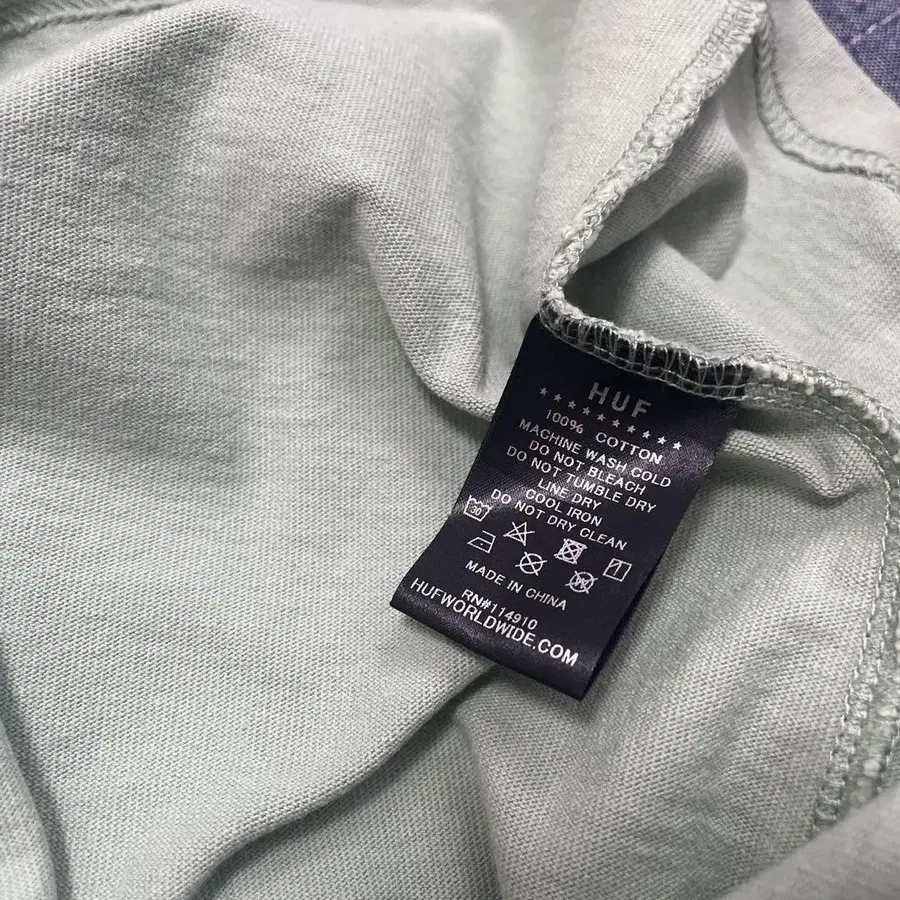 HUF
100% COTTON
MACHINE WASH COLD
DO NOT BLEACH
DO NOT TUMBLE DRY
LINE DRY
COOL IRON
DO NOT DRY CLEAN
30
MADE IN CHINA
RN#114910
HUFWORLDWIDE.COM